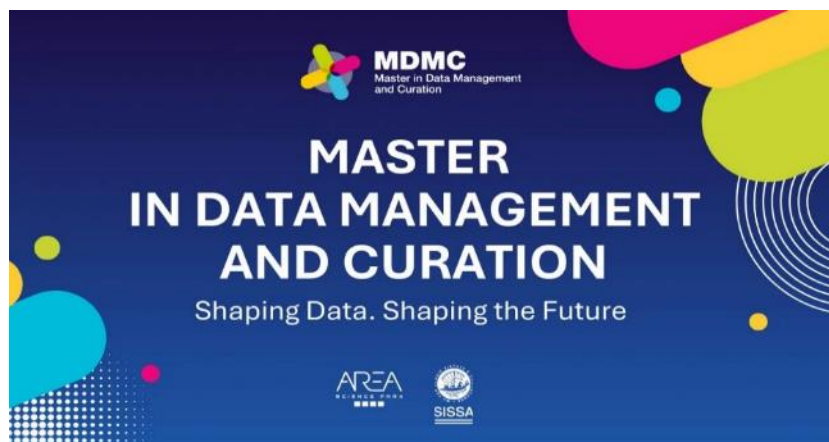 MDMC
Master in Data Management
and Curation
MASTER
IN DATA MANAGEMENT
AND CURATION
Shaping Data. Shaping the Future
AREA
SCIENCE PARK
SISSA